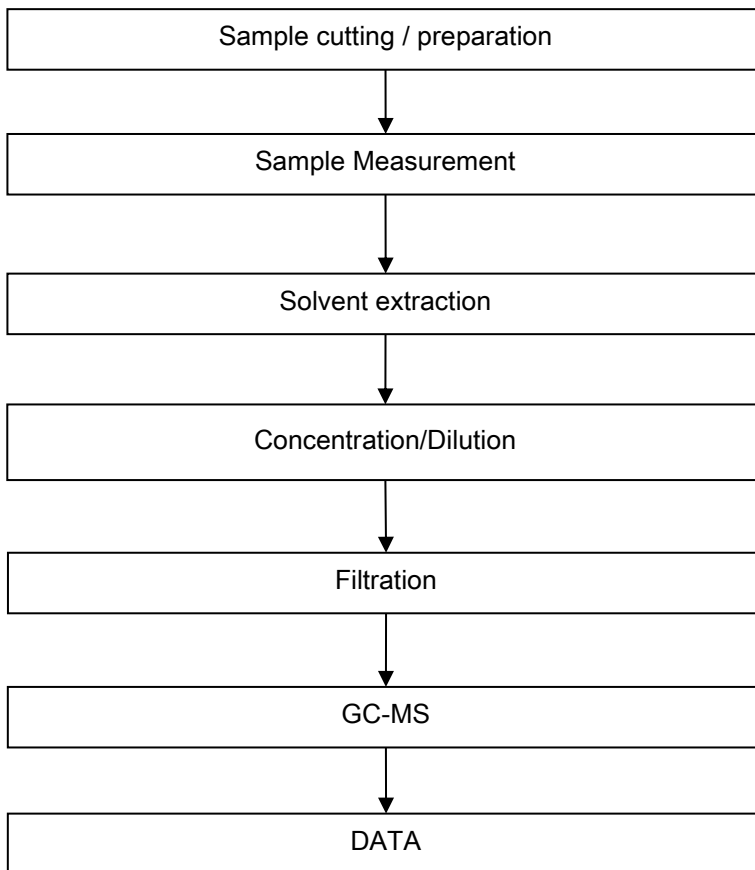 Sample cutting / preparation
Sample Measurement
Solvent extraction
Concentration/Dilution
Filtration
GC-MS
DATA